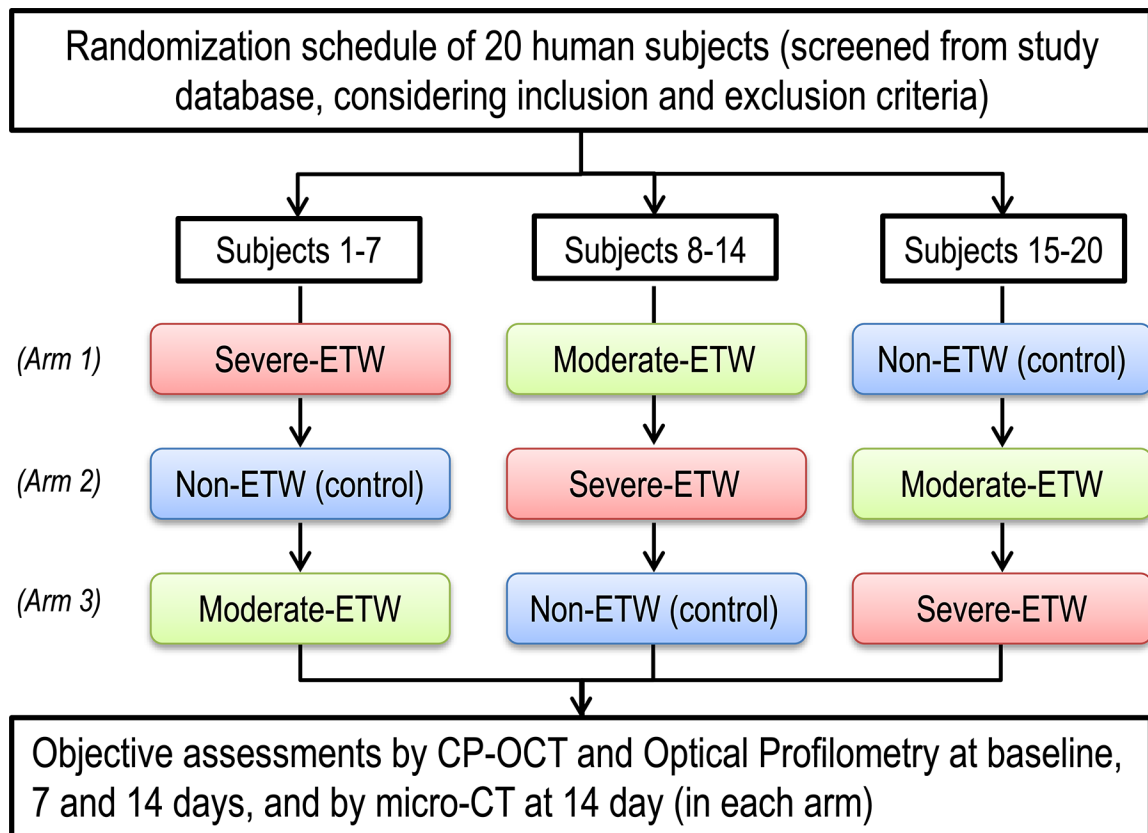 Randomization schedule of 20 human subjects (screened from study
database, considering inclusion and exclusion criteria)
Subjects 1-7
Subjects 8-14
Subjects 15-20
(Arm 1)
Severe-ETW
Moderate-ETW
Non-ETW (control)
(Arm 2)
Non-ETW (control)
Severe-ETW
Moderate-ETW
(Arm 3)
Moderate-ETW
Non-ETW (control)
Severe-ETW
Objective assessments by CP-OCT and Optical Profilometry at baseline,
7 and 14 days, and by micro-CT at 14 day (in each arm)